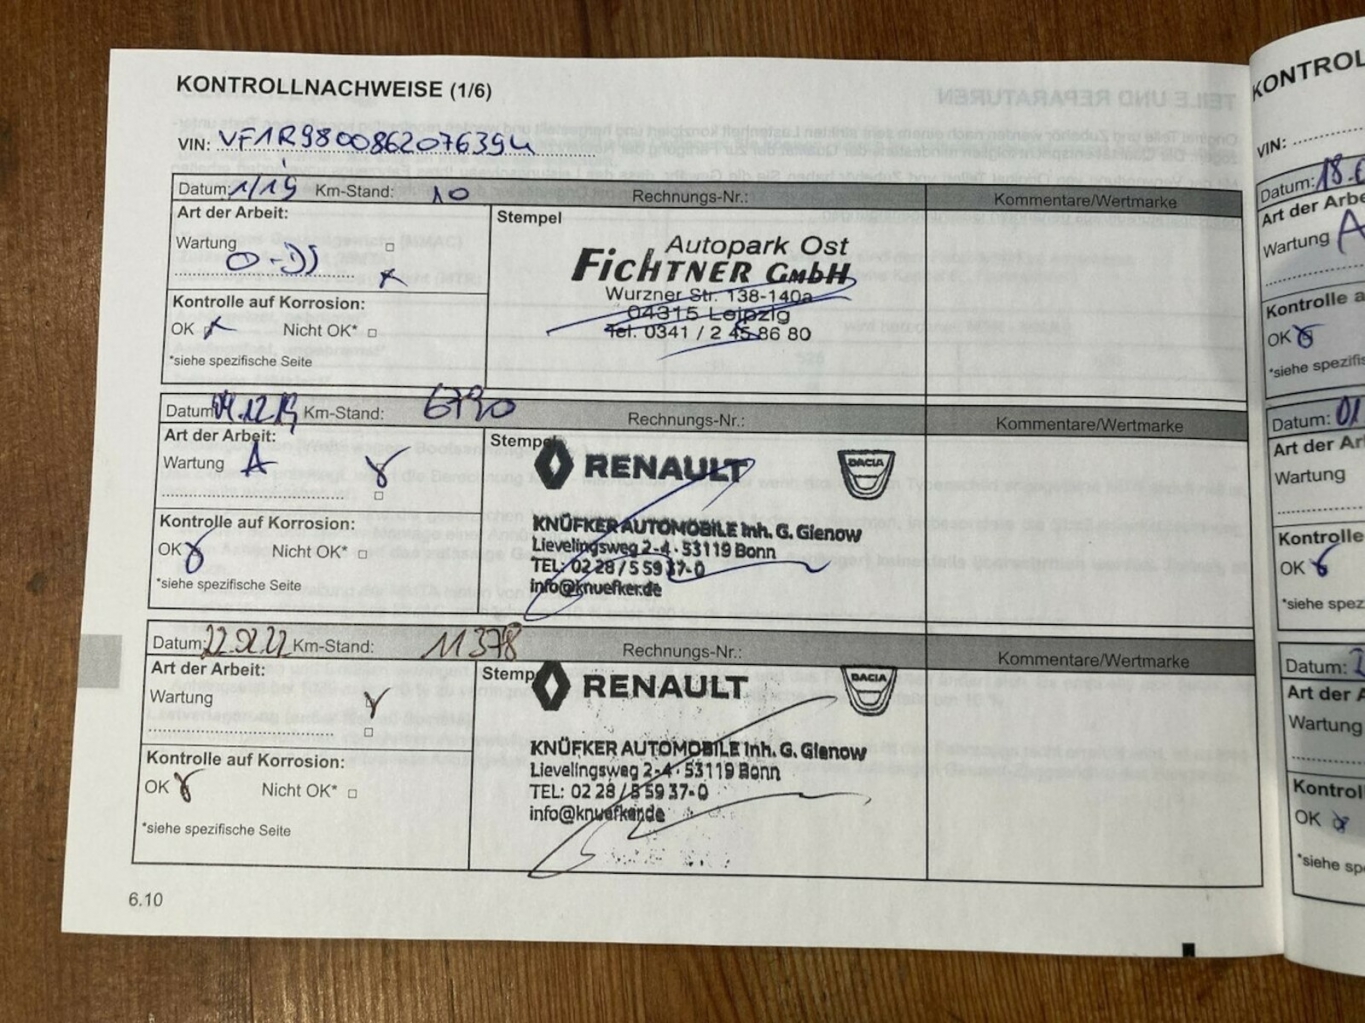 KONTROLLNACHWEISE (1/6)
VIN: VF1R9800862076394
Datum: 1/19 Km-Stand: 10 Rechnungs-Nr.: Kommentare/Wertmarke
Art der Arbeit:
Stempel
Wartung
Autopark Ost
FICHTNER GmbH
Wurzner Str. 138-140a
04315 Leipzig
Tel. 0341 / 2 45 86 80
Kontrolle auf Korrosion:
OK Nicht OK*
*siehe spezifische Seite
Datum: 04.12.19 Km-Stand: 6790 Rechnungs-Nr.: Kommentare/Wertmarke
Art der Arbeit:
Stempel
Wartung A
RENAULT
DACIA
KNÜFKER AUTOMOBILE Inh. G. Gienow
Lievelingsweg 2-4 · 53119 Bonn
TEL: 02 28 / 5 59 37-0
info@knuefker.de
Kontrolle auf Korrosion:
OK Nicht OK*
*siehe spezifische Seite
Datum: Km-Stand: 11378 Rechnungs-Nr.: Kommentare/Wertmarke
Art der Arbeit:
Stemp
Wartung
RENAULT
DACIA
KNÜFKER AUTOMOBILE Inh. G. Gienow
Lievelingsweg 2-4 · 53119 Bonn
TEL: 02 28 / 5 59 37-0
info@knuefker.de
Kontrolle auf Korrosion:
OK Nicht OK*
*siehe spezifische Seite
6.10
KONTROL
VIN:
Datum: 18.
Art der Arbe
Wartung A
Kontrolle a
OK
*siehe spezifis
Datum: 01
Art der Ar
Wartung
Kontrolle
OK
*siehe spez
Datum:
Art der A
Wartung
Kontrol
OK
*siehe sp